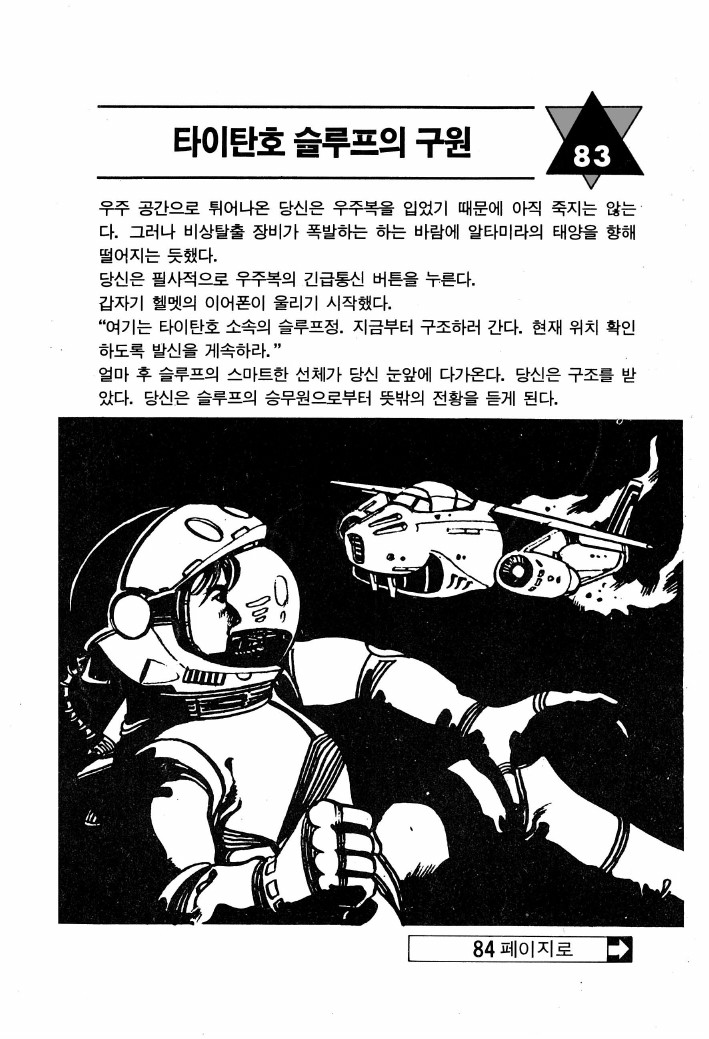 타이탄호 슬루프의 구원
83
우주 공간으로 튀어나온 당신은 우주복을 입었기 때문에 아직 죽지는 않는
다. 그러나 비상탈출 장비가 폭발하는 하는 바람에 알타미라의 태양을 향해
떨어지는 듯했다.
당신은 필사적으로 우주복의 긴급통신 버튼을 누른다.
갑자기 헬멧의 이어폰이 울리기 시작했다.
“여기는 타이탄호 소속의 슬루프정. 지금부터 구조하러 간다. 현재 위치 확인
하도록 발신을 게속하라.”
얼마 후 슬루프의 스마트한 선체가 당신 눈앞에 다가온다. 당신은 구조를 받
았다. 당신은 슬루프의 승무원으로부터 뜻밖의 전황을 듣게 된다.
84 페이지로